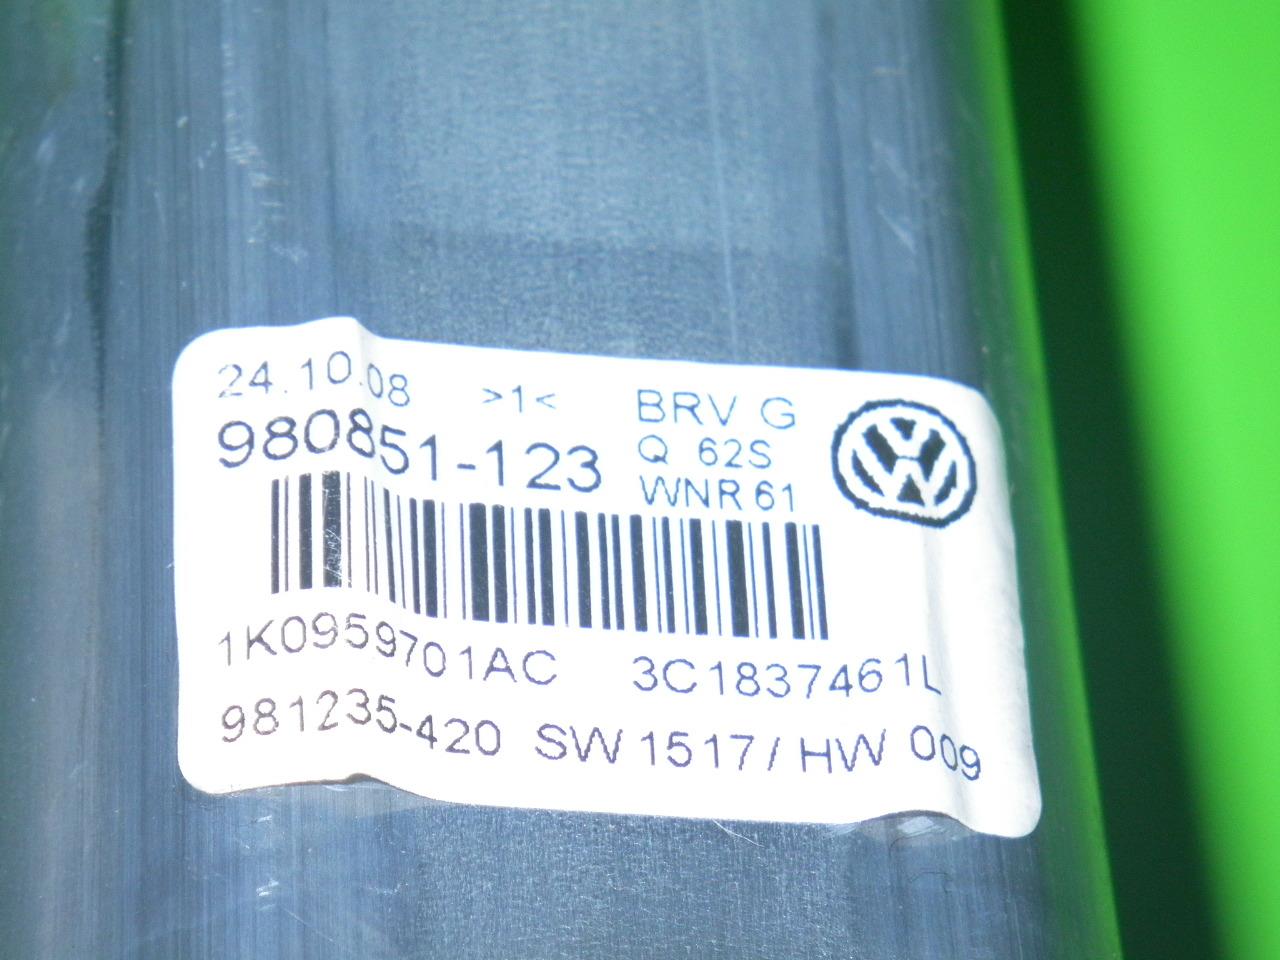 24.10.08 >1< BRV G
980851-123 Q 62S
WNR 61
1K0959701AC 3C1837461L
981235-420 SW 1517 / HW 009